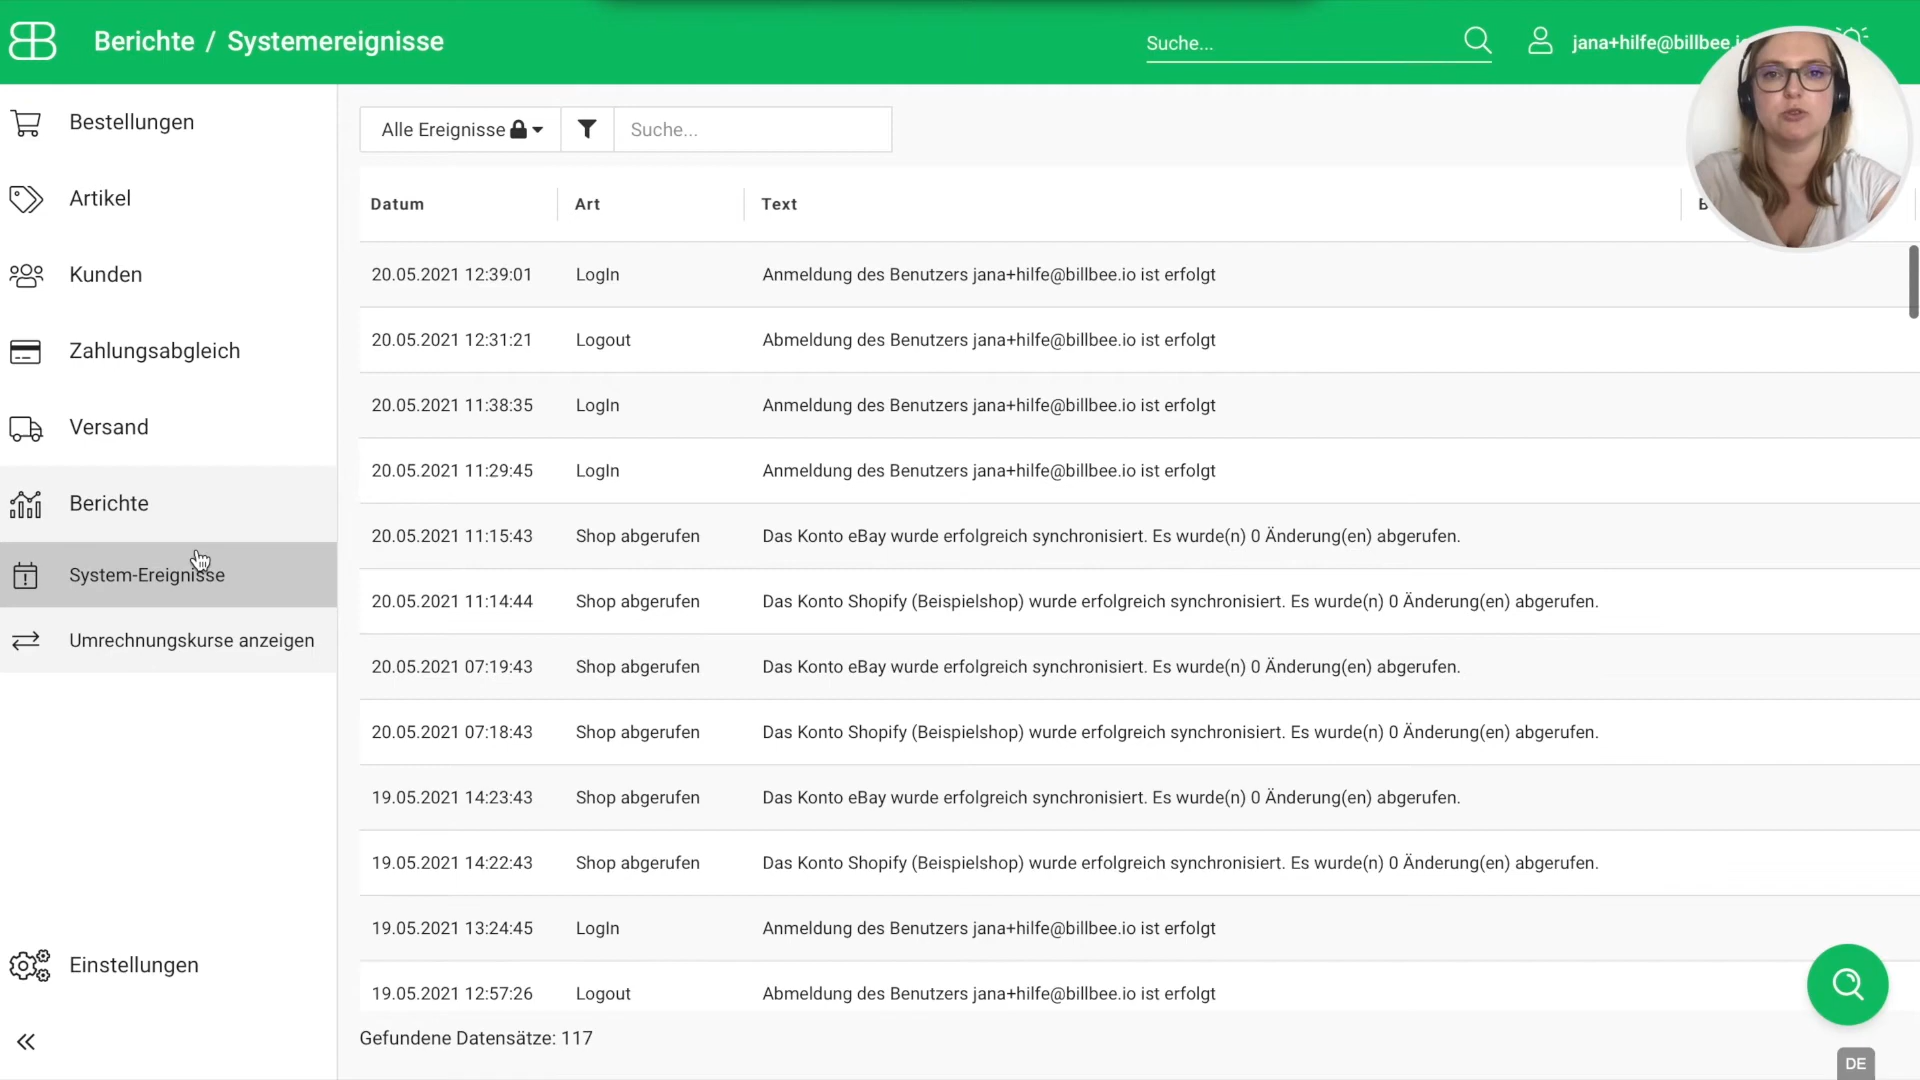 Berichte / Systemereignisse
Suche...
jana+hilfe@billbee.i
Bestellungen
Artikel
Kunden
Zahlungsabgleich
Versand
Berichte
System-Ereignisse
Umrechnungskurse anzeigen
Einstellungen
Alle Ereignisse
Suche...
Datum Art Text
20.05.2021 12:39:01 LogIn Anmeldung des Benutzers jana+hilfe@billbee.io ist erfolgt
20.05.2021 12:31:21 Logout Abmeldung des Benutzers jana+hilfe@billbee.io ist erfolgt
20.05.2021 11:38:35 LogIn Anmeldung des Benutzers jana+hilfe@billbee.io ist erfolgt
20.05.2021 11:29:45 LogIn Anmeldung des Benutzers jana+hilfe@billbee.io ist erfolgt
20.05.2021 11:15:43 Shop abgerufen Das Konto eBay wurde erfolgreich synchronisiert. Es wurde(n) 0 Änderung(en) abgerufen.
20.05.2021 11:14:44 Shop abgerufen Das Konto Shopify (Beispielshop) wurde erfolgreich synchronisiert. Es wurde(n) 0 Änderung(en) abgerufen.
20.05.2021 07:19:43 Shop abgerufen Das Konto eBay wurde erfolgreich synchronisiert. Es wurde(n) 0 Änderung(en) abgerufen.
20.05.2021 07:18:43 Shop abgerufen Das Konto Shopify (Beispielshop) wurde erfolgreich synchronisiert. Es wurde(n) 0 Änderung(en) abgerufen.
19.05.2021 14:23:43 Shop abgerufen Das Konto eBay wurde erfolgreich synchronisiert. Es wurde(n) 0 Änderung(en) abgerufen.
19.05.2021 14:22:43 Shop abgerufen Das Konto Shopify (Beispielshop) wurde erfolgreich synchronisiert. Es wurde(n) 0 Änderung(en) abgerufen.
19.05.2021 13:24:45 LogIn Anmeldung des Benutzers jana+hilfe@billbee.io ist erfolgt
19.05.2021 12:57:26 Logout Abmeldung des Benutzers jana+hilfe@billbee.io ist erfolgt
Gefundene Datensätze: 117
DE